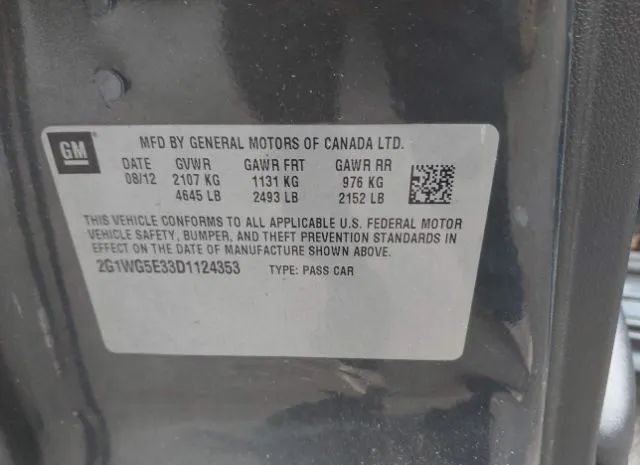 GM
MFD BY GENERAL MOTORS OF CANADA LTD.
DATE GVWR GAWR FRT GAWR RR
08/12 2107 KG 1131 KG 976 KG
4645 LB 2493 LB 2152 LB
THIS VEHICLE CONFORMS TO ALL APPLICABLE U.S. FEDERAL MOTOR
VEHICLE SAFETY, BUMPER, AND THEFT PREVENTION STANDARDS IN
EFFECT ON THE DATE OF MANUFACTURE SHOWN ABOVE.
2G1WG5E33D1124353 TYPE: PASS CAR